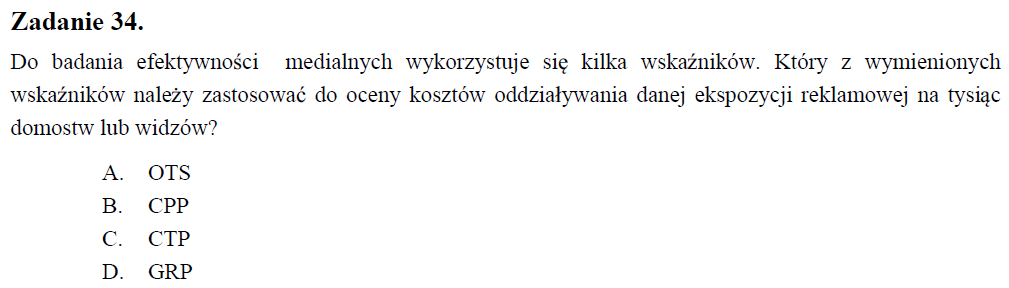 Zadanie 34.
Do badania efektywności medialnych wykorzystuje się kilka wskaźników. Który z wymienionych
wskaźników należy zastosować do oceny kosztów oddziaływania danej ekspozycji reklamowej na tysiąc
domostw lub widzów?
A. OTS
B. CPP
C. CTP
D. GRP